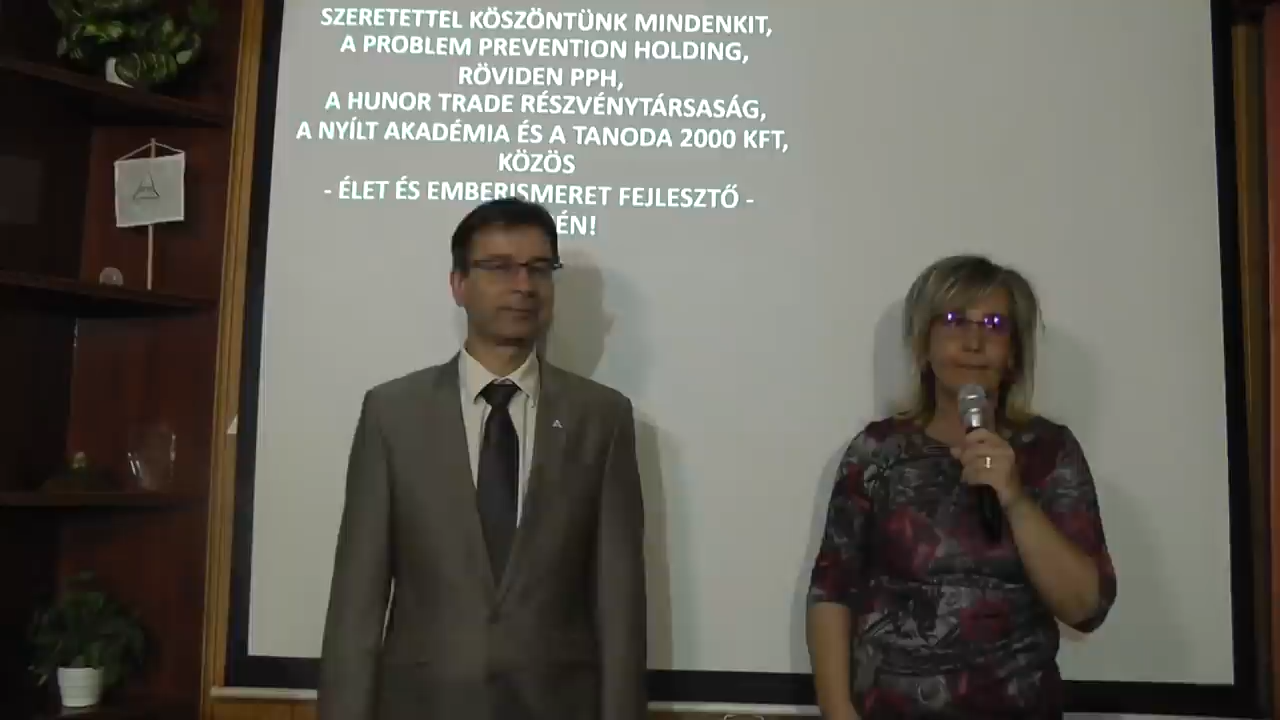 SZERETETTEL KÖSZÖNTÜNK MINDENKIT,
A PROBLEM PREVENTION HOLDING,
RÖVIDEN PPH,
A HUNOR TRADE RÉSZVÉNYTÁRSASÁG,
A NYÍLT AKADÉMIA ÉS A TANODA 2000 KFT,
KÖZÖS
- ÉLET ÉS EMBERISMERET FEJLESZTŐ -
ÉN!